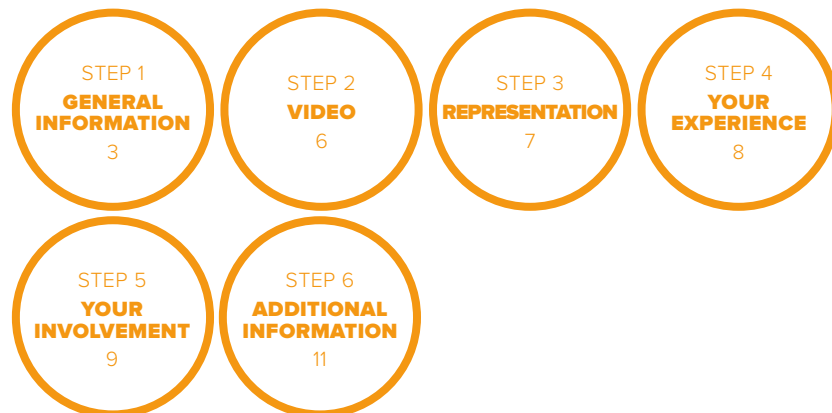 STEP 1
GENERAL
INFORMATION
3
STEP 2
VIDEO
6
STEP 3
REPRESENTATION
7
STEP 4
YOUR
EXPERIENCE
8
STEP 5
YOUR
INVOLVEMENT
9
STEP 6
ADDITIONAL
INFORMATION
11